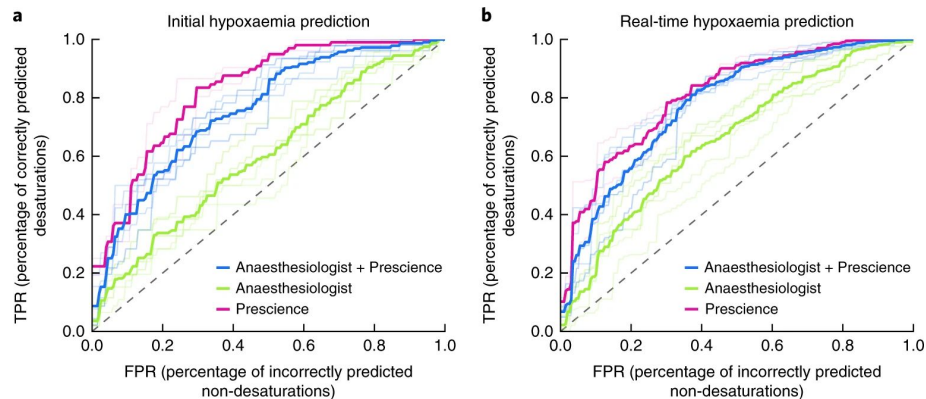 a
Initial hypoxaemia prediction
TPR (percentage of correctly predicted
desaturations)
1.0
0.8
0.6
0.4
0.2
0.0
Anaesthesiologist + Prescience
Anaesthesiologist
Prescience
0.0 0.2 0.4 0.6 0.8 1.0
FPR (percentage of incorrectly predicted
non-desaturations)
b
Real-time hypoxaemia prediction
TPR (percentage of correctly predicted
desaturations)
1.0
0.8
0.6
0.4
0.2
0.0
Anaesthesiologist + Prescience
Anaesthesiologist
Prescience
0.0 0.2 0.4 0.6 0.8 1.0
FPR (percentage of incorrectly predicted
non-desaturations)